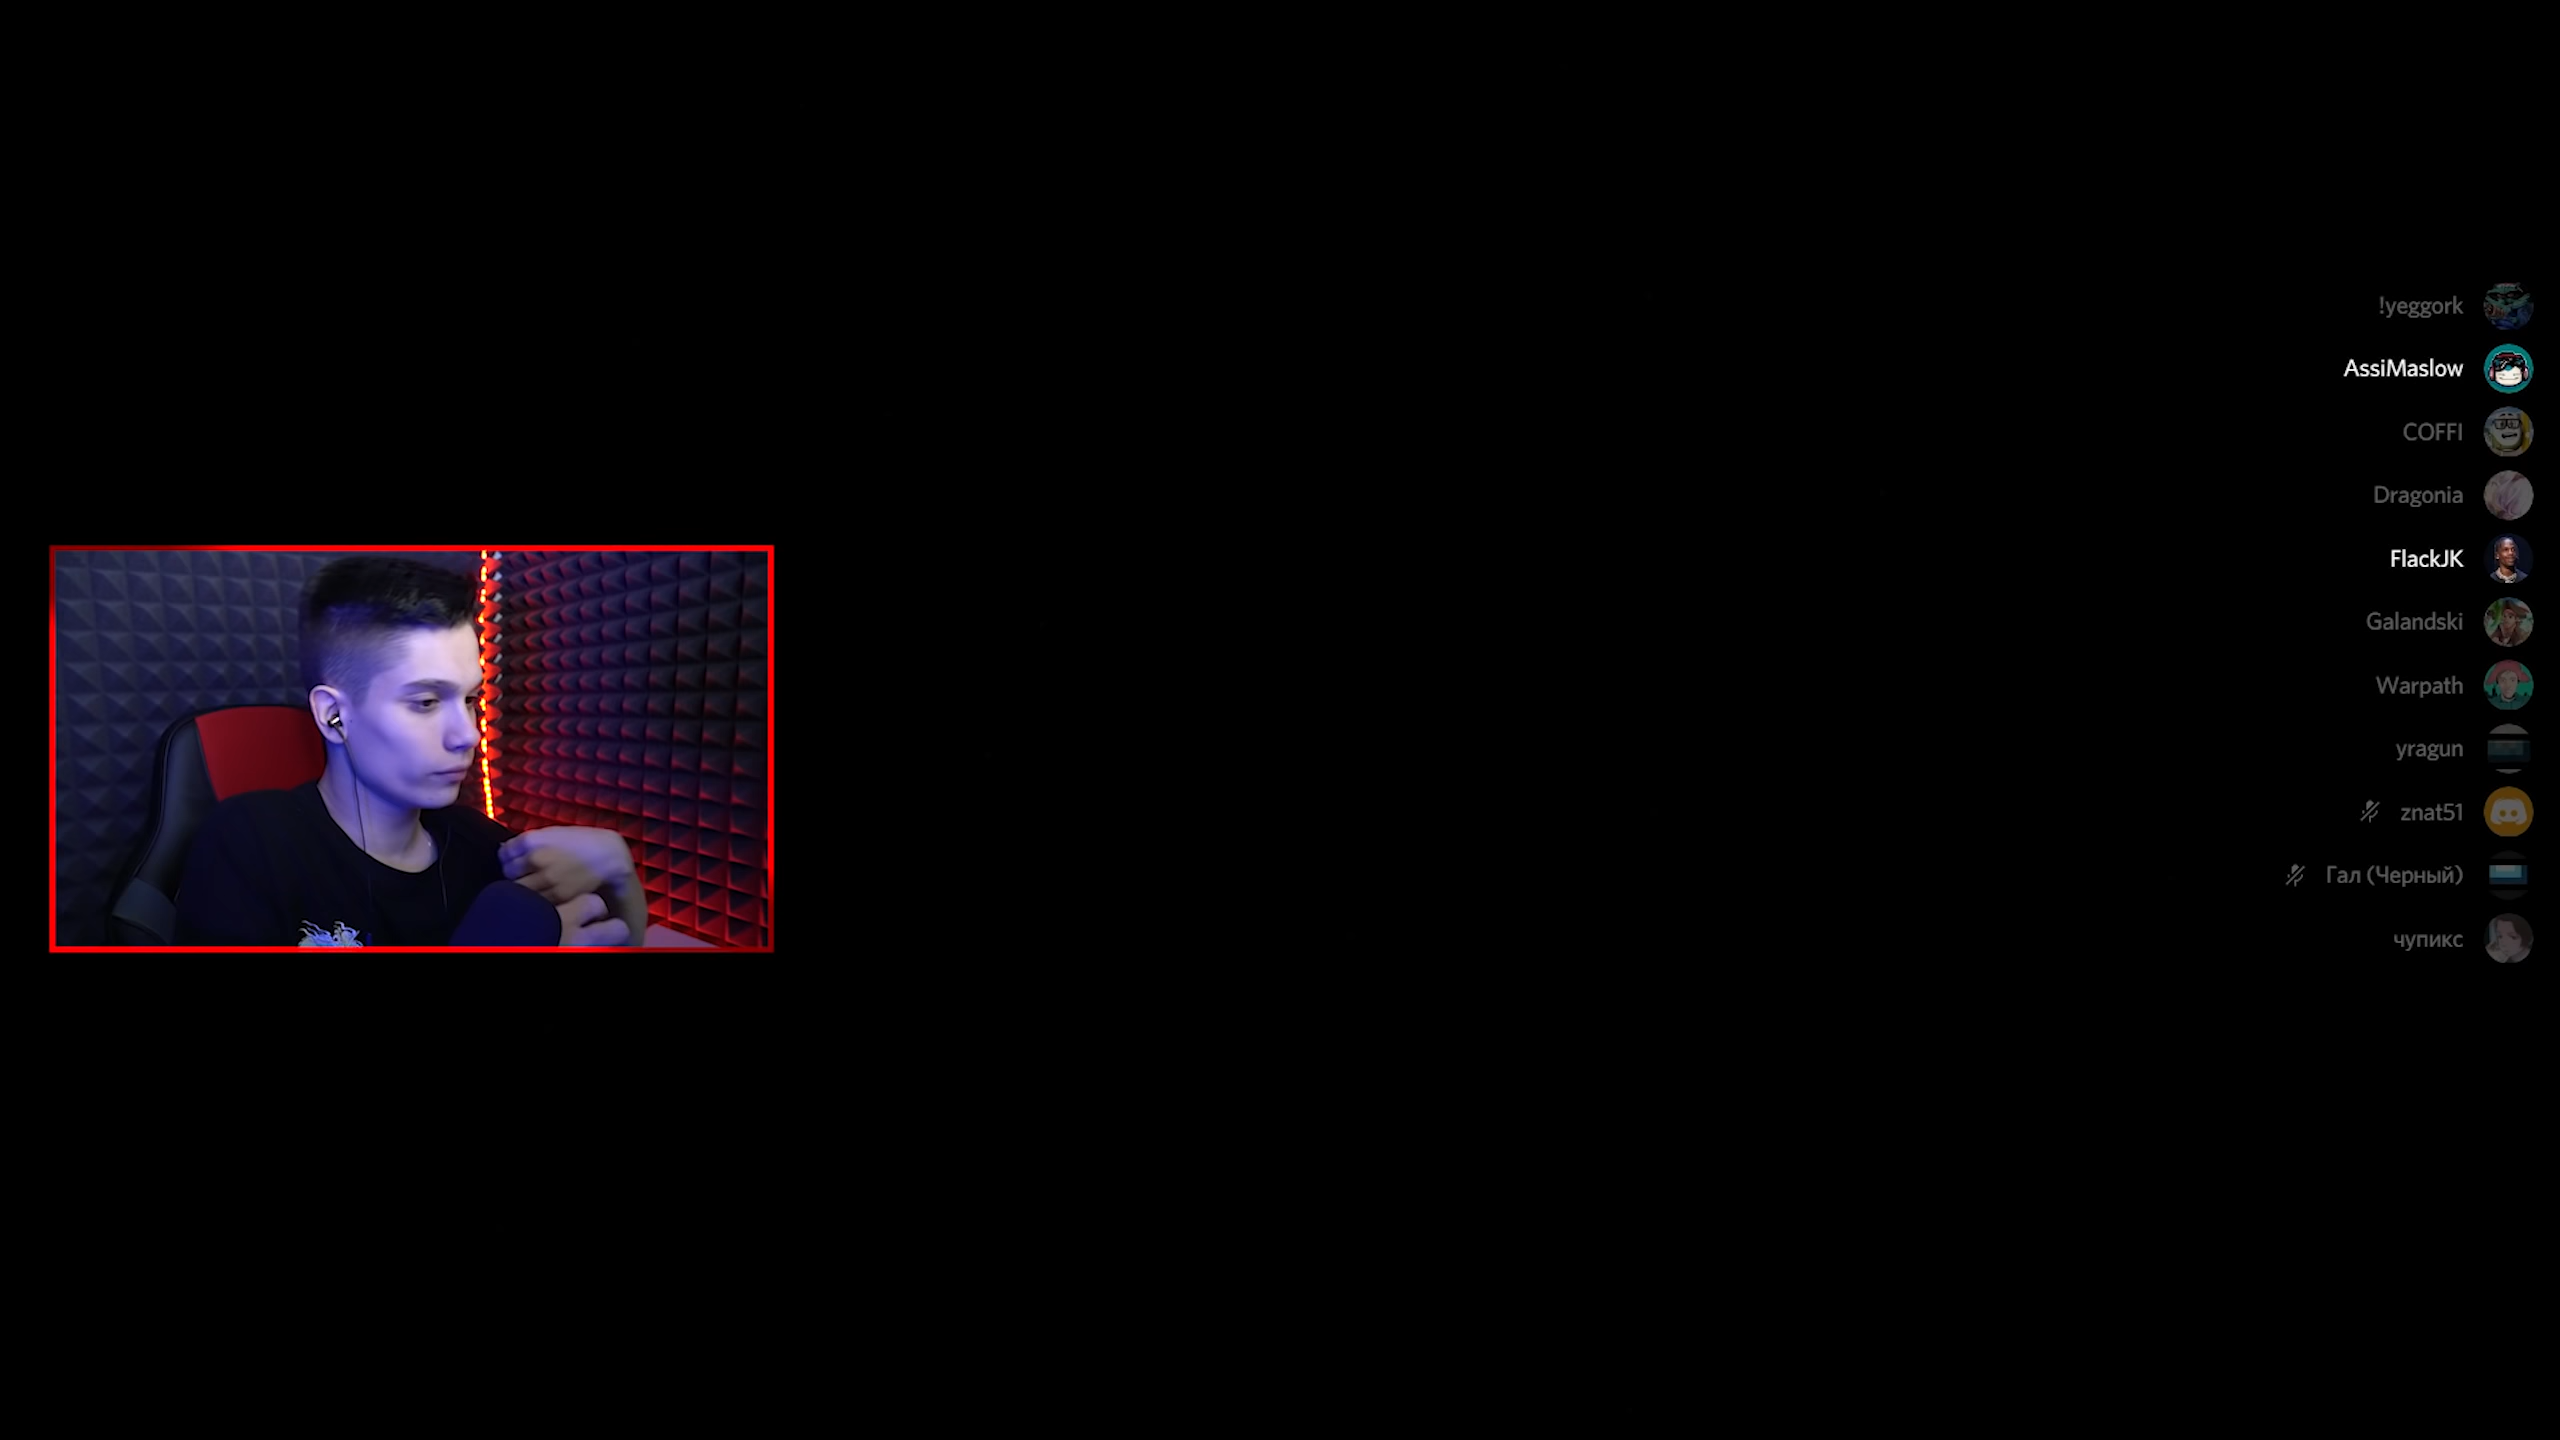 !yeggork
AssiMaslow
COFFI
Dragonia
FlackJK
Galandski
Warpath
yragun
znat51
Гал (Черный)
чупикс